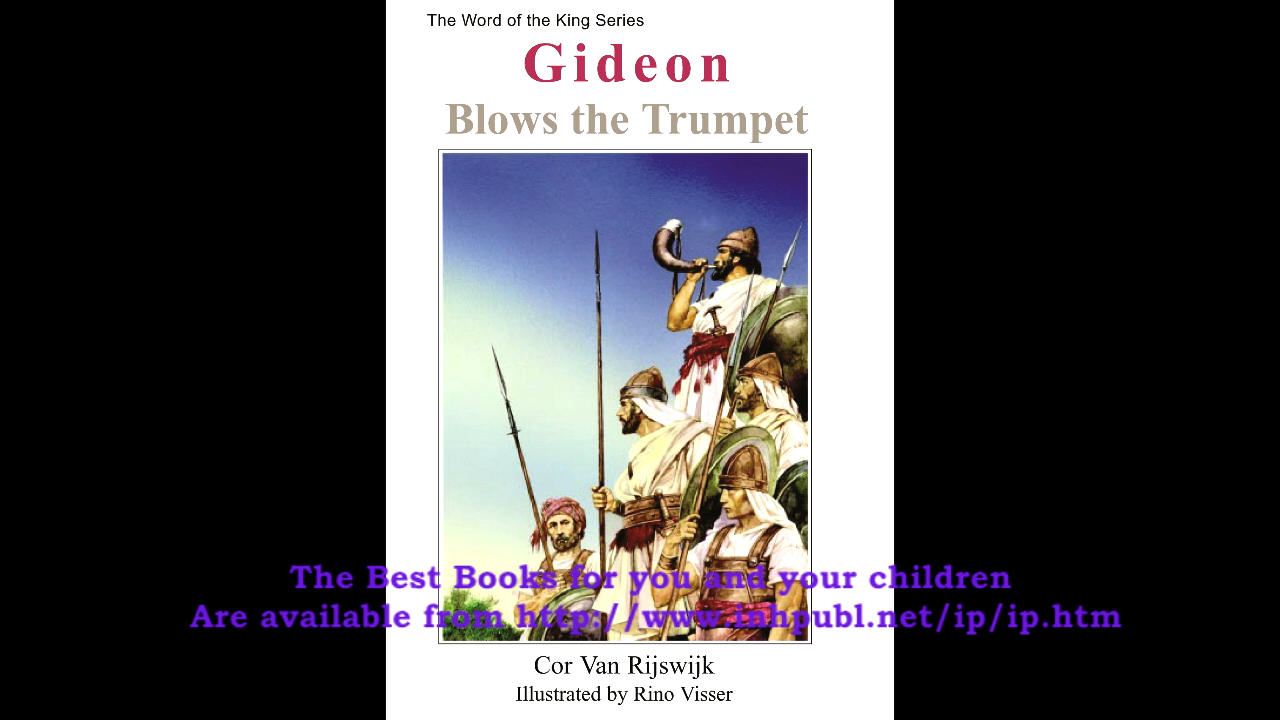 The Word of the King Series
Gideon
Blows the Trumpet
The Best Books for you and your children
Are available from http://www.inhpubl.net/ip/ip.htm
Cor Van Rijswijk
Illustrated by Rino Visser